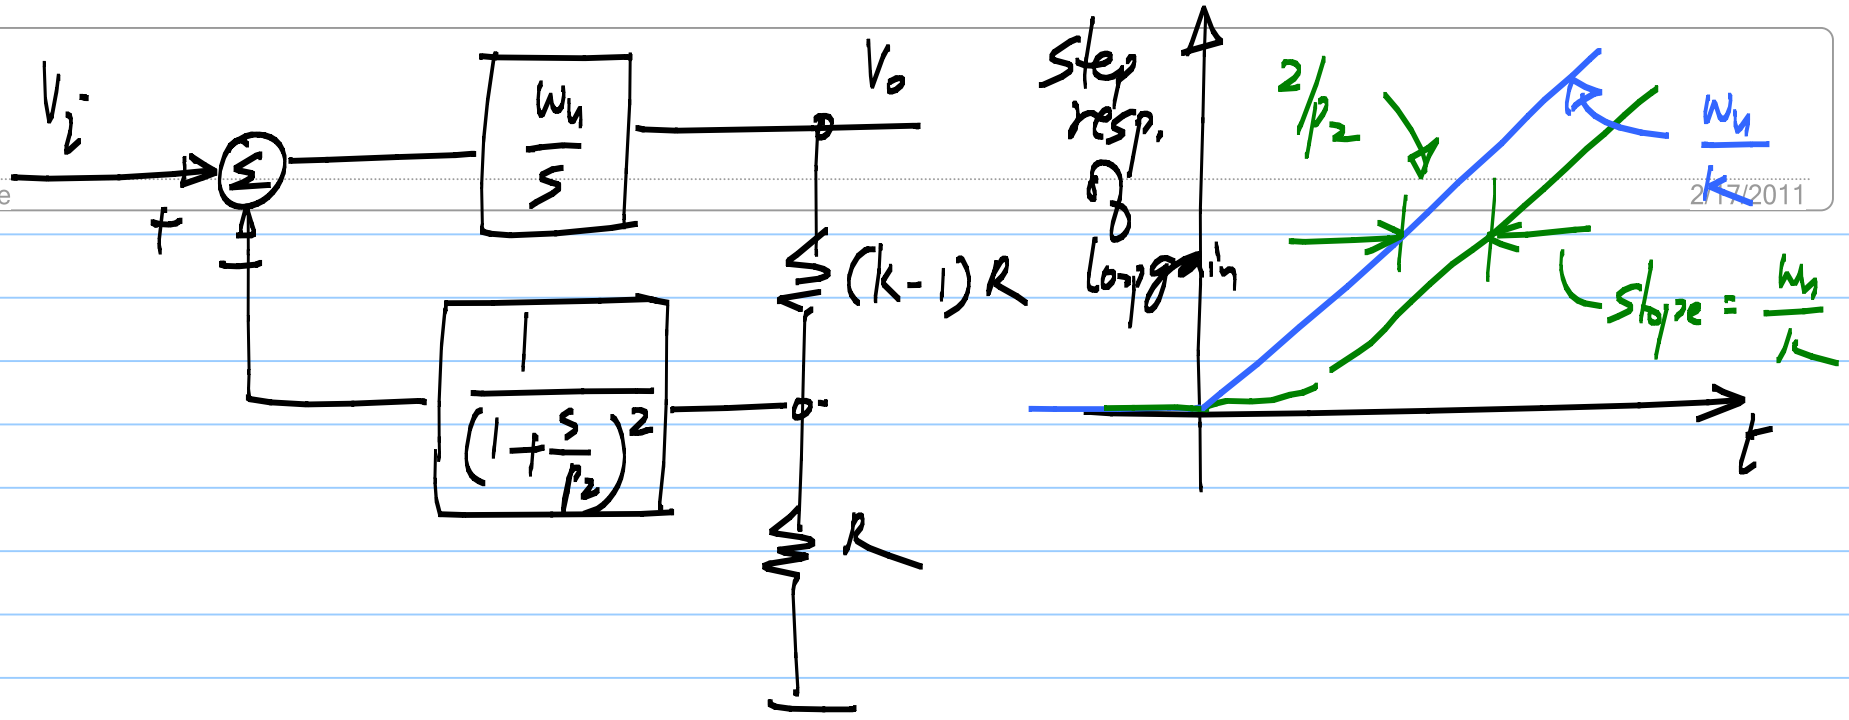 V_i
+
−
Σ
ω_u / s
V_o
(k-1)R
1 / (1 + s/p_2)^2
R
Step
resp.
of
loopgain
2/p_2
ω_u / k
slope = ω_u / k
t
e
2/17/2011